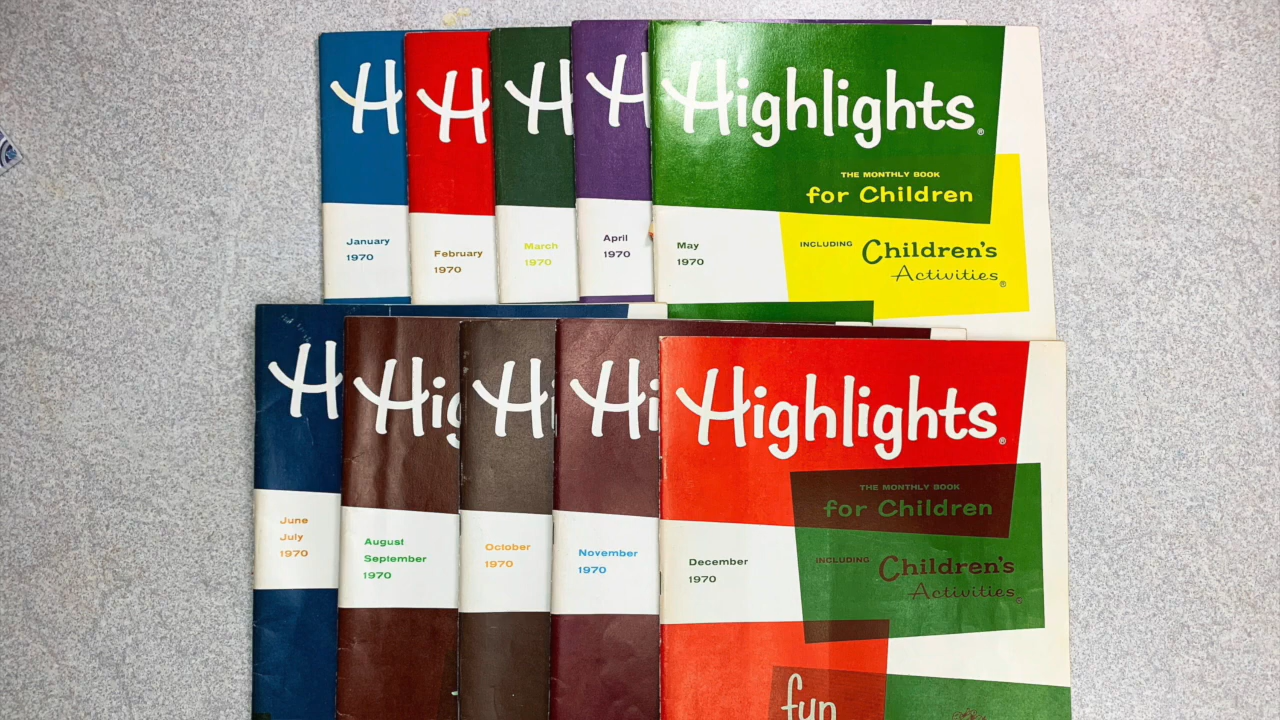 H
January
1970
H
February
1970
H
March
1970
H
April
1970
Highlights®
THE MONTHLY BOOK
for Children
INCLUDING Children's
Activities®
May
1970
H
June
July
1970
Hig
August
September
1970
H
October
1970
Hi
November
1970
Highlights®
THE MONTHLY BOOK
for Children
INCLUDING Children's
Activities®
December
1970
fun